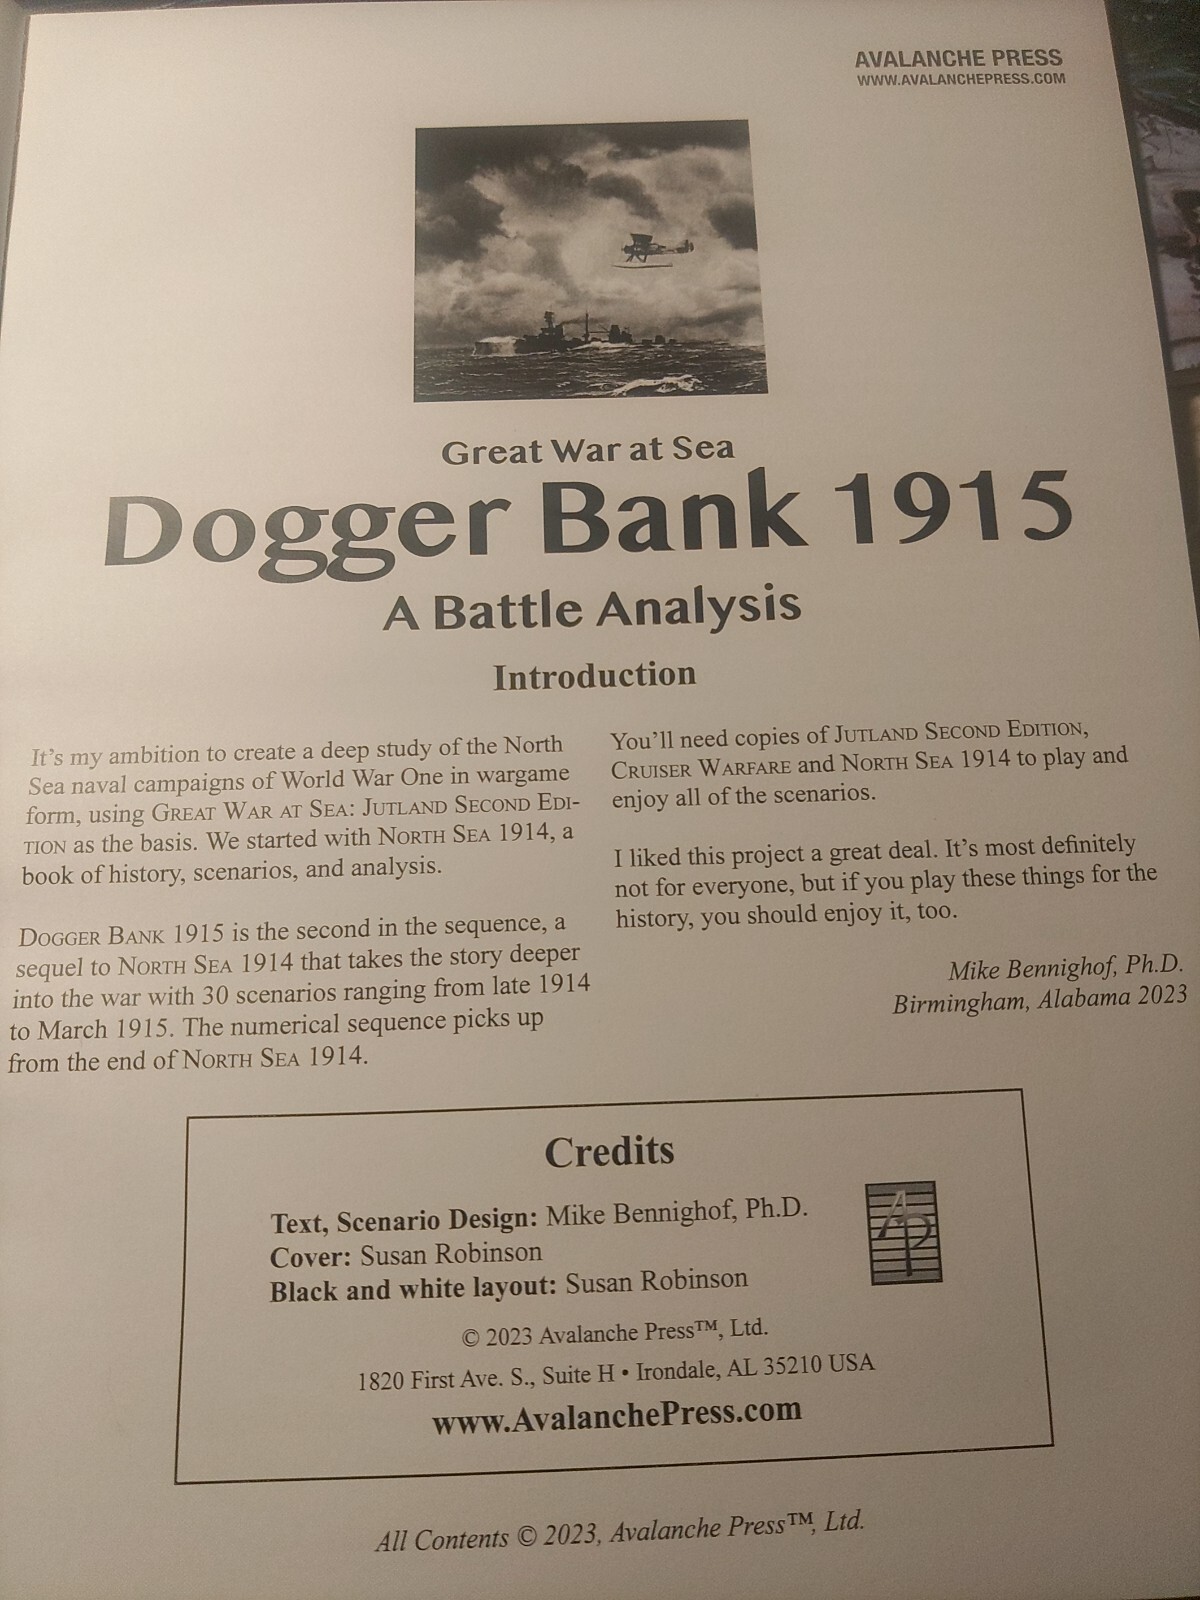 AVALANCHE PRESS
WWW.AVALANCHEPRESS.COM
Great War at Sea
Dogger Bank 1915
A Battle Analysis
Introduction
It's my ambition to create a deep study of the North
Sea naval campaigns of World War One in wargame
form, using GREAT WAR AT SEA: JUTLAND SECOND EDI-
TION as the basis. We started with NORTH SEA 1914, a
book of history, scenarios, and analysis.
DOGGER BANK 1915 is the second in the sequence, a
sequel to NORTH SEA 1914 that takes the story deeper
into the war with 30 scenarios ranging from late 1914
to March 1915. The numerical sequence picks up
from the end of NORTH SEA 1914.
You'll need copies of JUTLAND SECOND EDITION,
CRUISER WARFARE and NORTH SEA 1914 to play and
enjoy all of the scenarios.
I liked this project a great deal. It's most definitely
not for everyone, but if you play these things for the
history, you should enjoy it, too.
Mike Bennighof, Ph.D.
Birmingham, Alabama 2023
Credits
Text, Scenario Design: Mike Bennighof, Ph.D.
Cover: Susan Robinson
Black and white layout: Susan Robinson
AP
© 2023 Avalanche Press™, Ltd.
1820 First Ave. S., Suite H • Irondale, AL 35210 USA
www.AvalanchePress.com
All Contents © 2023, Avalanche Press™, Ltd.